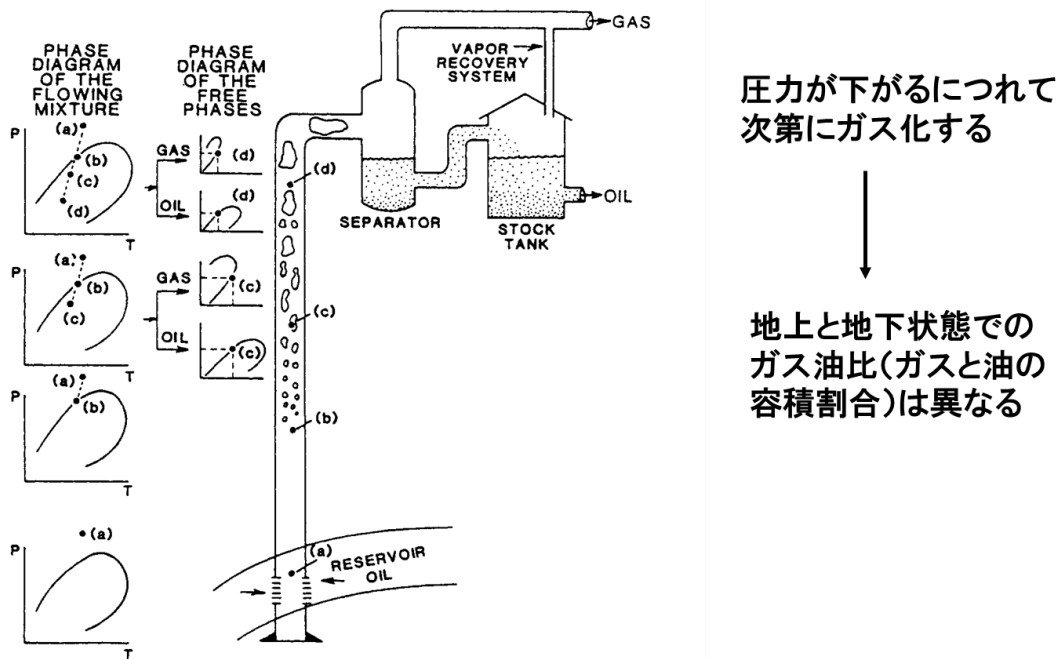 PHASE
DIAGRAM
OF THE
FLOWING
MIXTURE
PHASE
DIAGRAM
OF THE
FREE
PHASES
P
(a)
(b)
(c)
(d)
T
GAS
(d)
OIL
(d)
P
(a)
(b)
(c)
T
GAS
(c)
OIL
(c)
P
(a)
(b)
T
P
(a)
T
GAS
VAPOR
RECOVERY
SYSTEM
SEPARATOR
STOCK
TANK
OIL
(d)
(c)
(b)
(a)
RESERVOIR
OIL
圧力が下がるにつれて
次第にガス化する
地上と地下状態での
ガス油比(ガスと油の
容積割合)は異なる